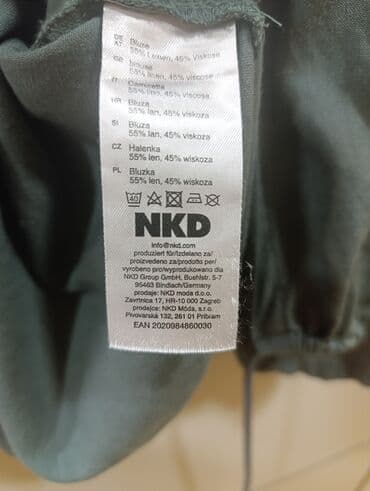 DE
AT Bluse
55% Leinen, 45% Viskose
GB blouse
55% linen, 45% viscose
IT Camicetta
55% lino, 45% viscosa
HR Bluza
55% lan, 45% viskoza
SI Bluza
55% lan, 45% viskoza
CZ Halenka
55% len, 45% viskoza
PL Bluzka
55% len, 45% wiskoza
40
NKD
info@nkd.com
produziert für/izdelano za/
proizvedeno za/prodotto per/
vyrobeno pro/wyprodukowano dla
NKD Group GmbH, Buehlstr. 5-7
95463 Bindlach/Germany
prodaje: NKD moda d.o.o.
Zavrtnica 17, HR-10 000 Zagreb
prodejce: NKD Móda, s.r.o.
Pivovarská 132, 261 01 Pribram
EAN 2020984860030